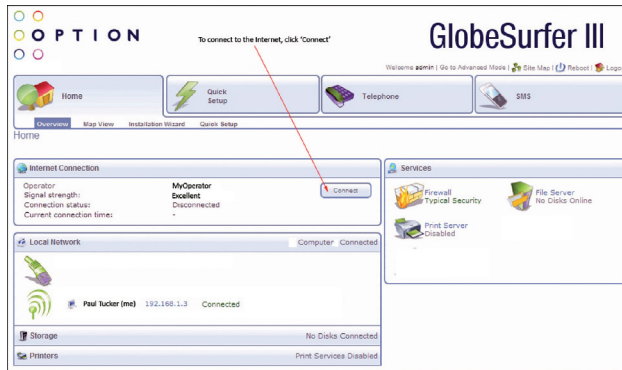 OPTION
To connect to the Internet, click 'Connect'
GlobeSurfer III
Welcome admin | Go to Advanced Mode | Site Map | Reboot | Logo
Home
Quick Setup
Telephone
SMS
Overview Map View Installation Wizard Quick Setup
Home
Internet Connection
Operator MyOperator
Signal strength: Excellent
Connection status: Disconnected
Current connection time: -
Connect
Local Network Computer Connected
Paul Tucker (me) 192.168.1.3 Connected
Storage No Disks Connected
Printers Print Services Disabled
Services
Firewall
Typical Security
File Server
No Disks Online
Print Server
Disabled